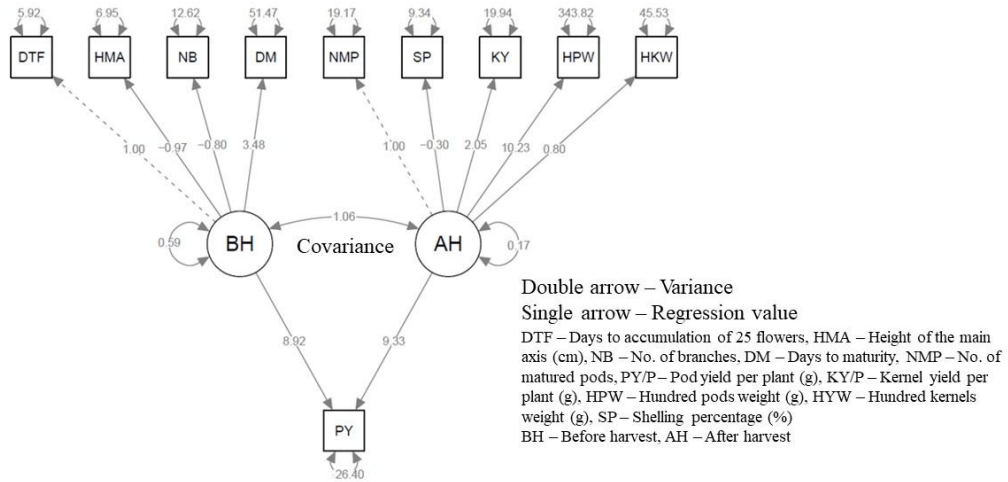 5.92 6.95 12.62 51.47 19.17 9.34 19.94 343.82 45.53
DTF HMA NB DM NMP SP KY HPW HKW
1.00 −0.97 −0.80 3.48 1.00 −0.30 2.05 10.23 0.80
1.06
0.59 BH Covariance AH 0.17
Double arrow – Variance
Single arrow – Regression value
DTF – Days to accumulation of 25 flowers, HMA – Height of the main
axis (cm), NB – No. of branches, DM – Days to maturity, NMP – No. of
matured pods, PY/P – Pod yield per plant (g), KY/P – Kernel yield per
plant (g), HPW – Hundred pods weight (g), HYW – Hundred kernels
weight (g), SP – Shelling percentage (%)
BH – Before harvest, AH – After harvest
8.92 9.33
PY
26.40